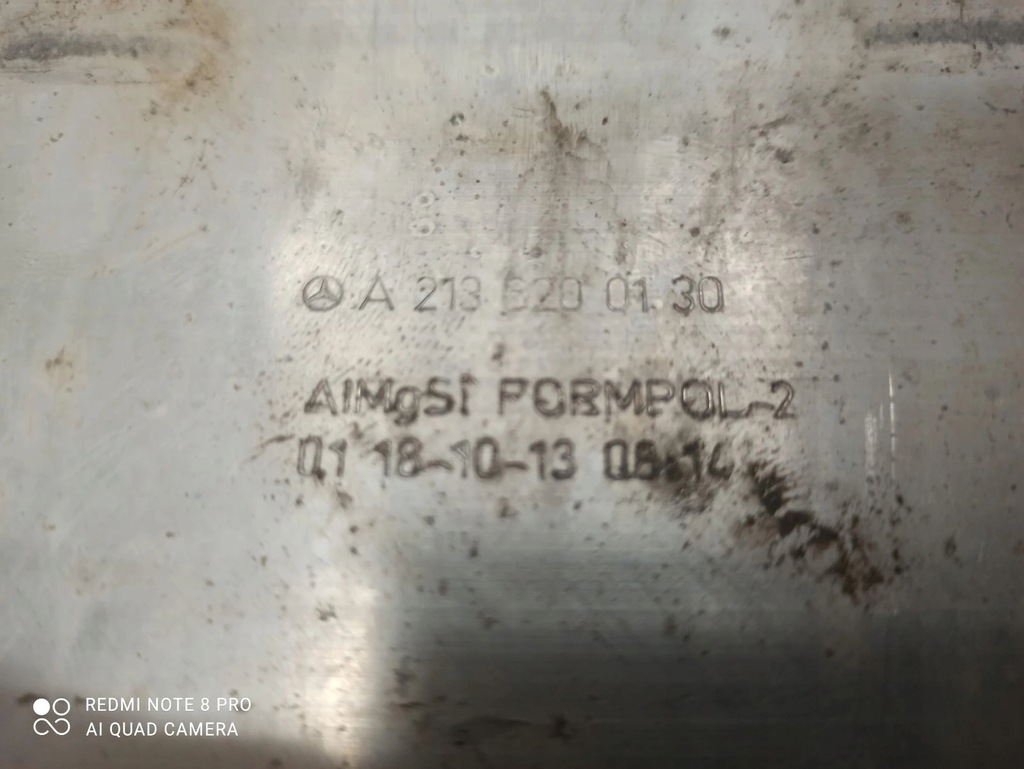 A 213 620 01 30
AlMgSi FORMPOL-2
01 18-10-13 08:14
REDMI NOTE 8 PRO
AI QUAD CAMERA